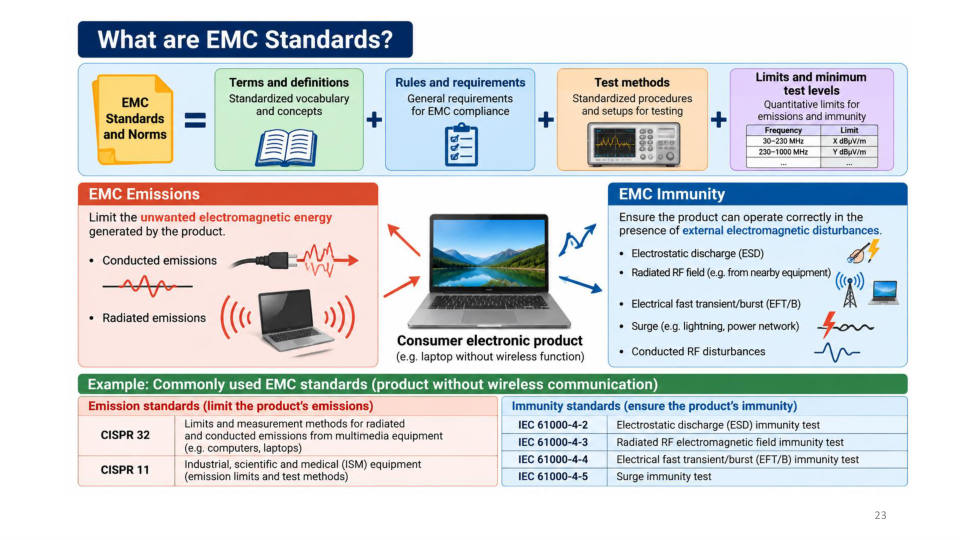 What are EMC Standards?
EMC
Standards
and Norms
=
Terms and definitions
Standardized vocabulary
and concepts
+
Rules and requirements
General requirements
for EMC compliance
+
Test methods
Standardized procedures
and setups for testing
+
Limits and minimum
test levels
Quantitative limits for
emissions and immunity
Frequency Limit
30–230 MHz X dBµV/m
230–1000 MHz Y dBµV/m
... ...
EMC Emissions
Limit the unwanted electromagnetic energy
generated by the product.
• Conducted emissions
• Radiated emissions
Consumer electronic product
(e.g. laptop without wireless function)
EMC Immunity
Ensure the product can operate correctly in the
presence of external electromagnetic disturbances.
• Electrostatic discharge (ESD)
• Radiated RF field (e.g. from nearby equipment)
• Electrical fast transient/burst (EFT/B)
• Surge (e.g. lightning, power network)
• Conducted RF disturbances
Example: Commonly used EMC standards (product without wireless communication)
Emission standards (limit the product's emissions)
CISPR 32
Limits and measurement methods for radiated
and conducted emissions from multimedia equipment
(e.g. computers, laptops)
CISPR 11
Industrial, scientific and medical (ISM) equipment
(emission limits and test methods)
Immunity standards (ensure the product's immunity)
IEC 61000-4-2 Electrostatic discharge (ESD) immunity test
IEC 61000-4-3 Radiated RF electromagnetic field immunity test
IEC 61000-4-4 Electrical fast transient/burst (EFT/B) immunity test
IEC 61000-4-5 Surge immunity test
23